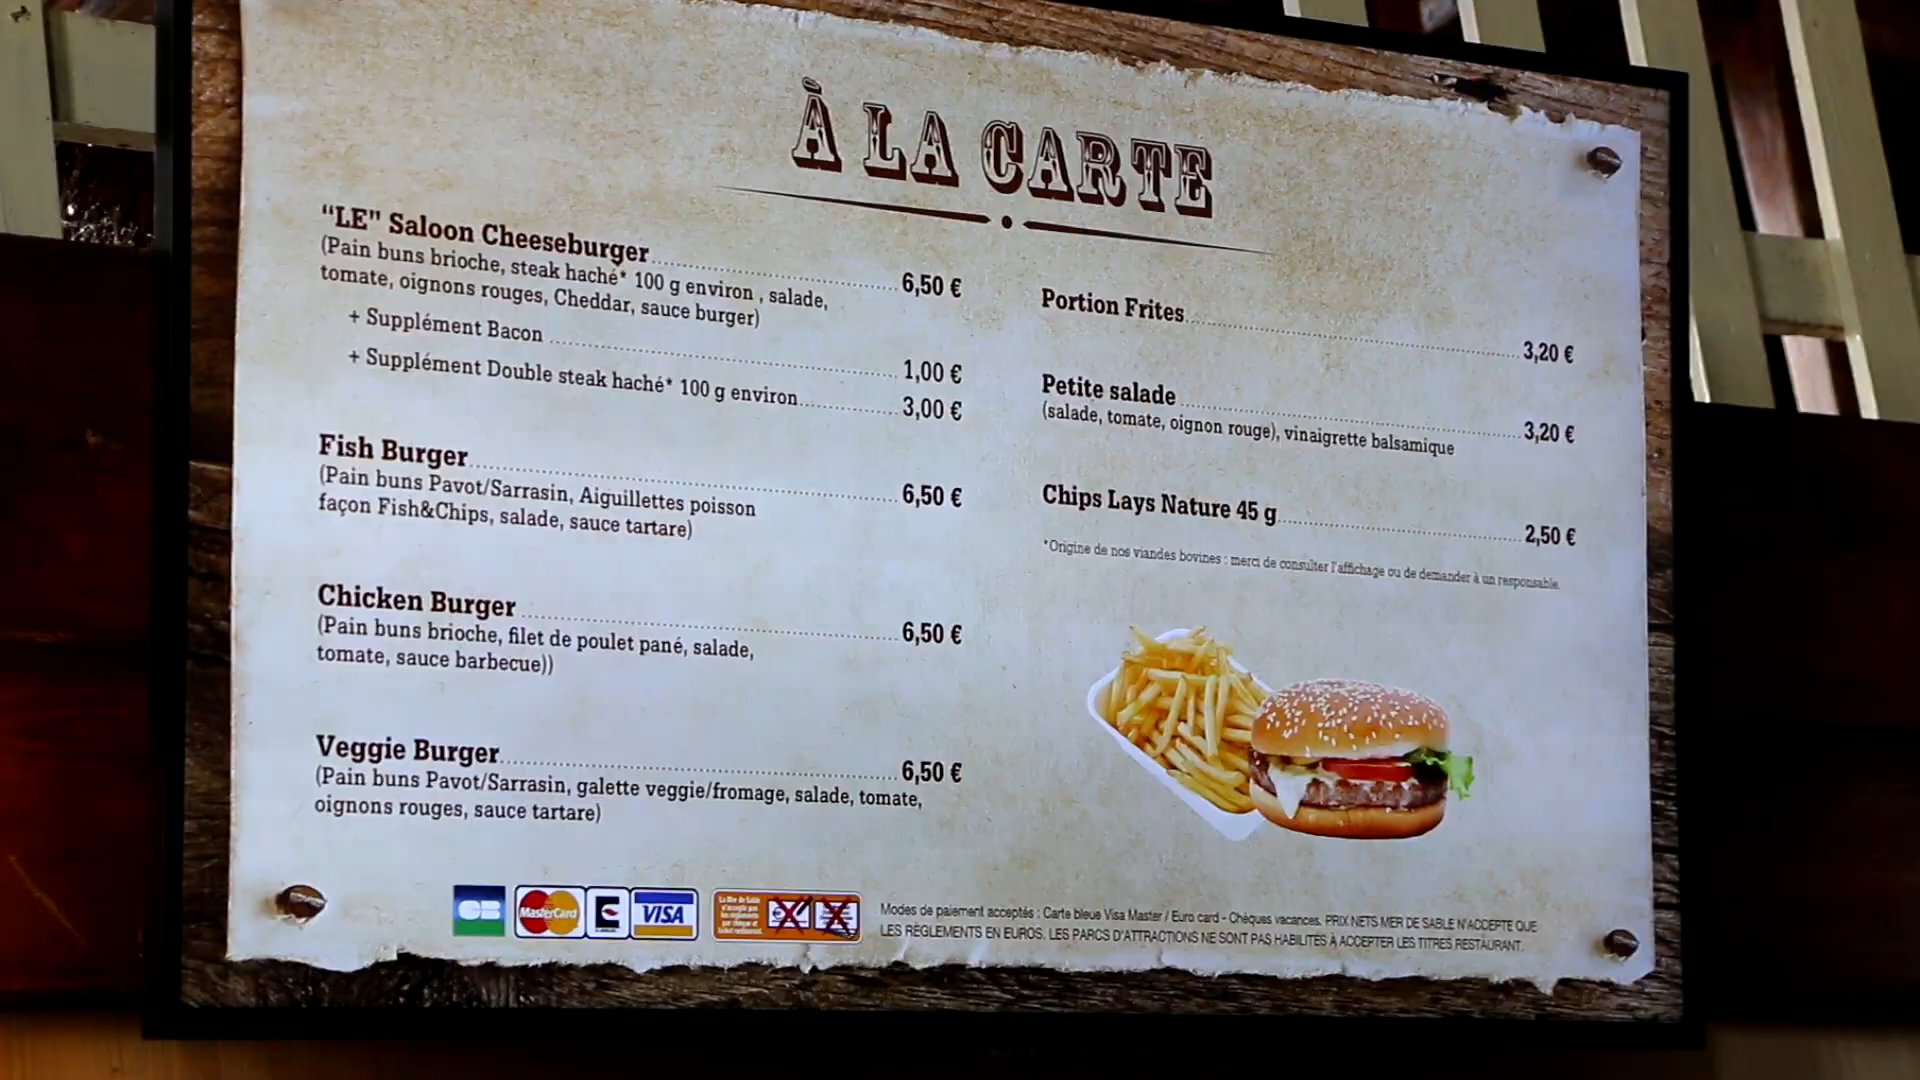 À LA CARTE
“LE" Saloon Cheeseburger 6,50 €
(Pain buns brioche, steak haché* 100 g environ , salade,
tomate, oignons rouges, Cheddar, sauce burger)
+ Supplément Bacon 1,00 €
+ Supplément Double steak haché* 100 g environ 3,00 €
Fish Burger 6,50 €
(Pain buns Pavot/Sarrasin, Aiguillettes poisson
façon Fish&Chips, salade, sauce tartare)
Chicken Burger 6,50 €
(Pain buns brioche, filet de poulet pané, salade,
tomate, sauce barbecue))
Veggie Burger 6,50 €
(Pain buns Pavot/Sarrasin, galette veggie/fromage, salade, tomate,
oignons rouges, sauce tartare)
Portion Frites 3,20 €
Petite salade 3,20 €
(salade, tomate, oignon rouge), vinaigrette balsamique
Chips Lays Nature 45 g 2,50 €
*Origine de nos viandes bovines : merci de consulter l'affichage ou de demander à un responsable.
CB MasterCard VISA
Modes de paiement acceptés : Carte bleue Visa Master / Euro card - Chèques vacances. PRIX NETS MER DE SABLE N'ACCEPTE QUE
LES RÈGLEMENTS EN EUROS. LES PARCS D'ATTRACTIONS NE SONT PAS HABILITÉS À ACCEPTER LES TITRES RESTAURANT.